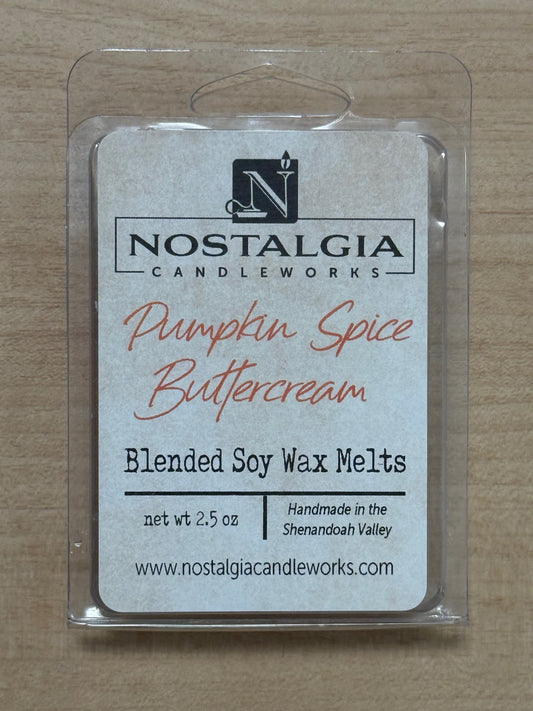 N
NOSTALGIA
CANDLEWORKS
Pumpkin Spice
Buttercream
Blended Soy Wax Melts
net wt 2.5 oz
Handmade in the
Shenandoah Valley
www.nostalgiacandleworks.com